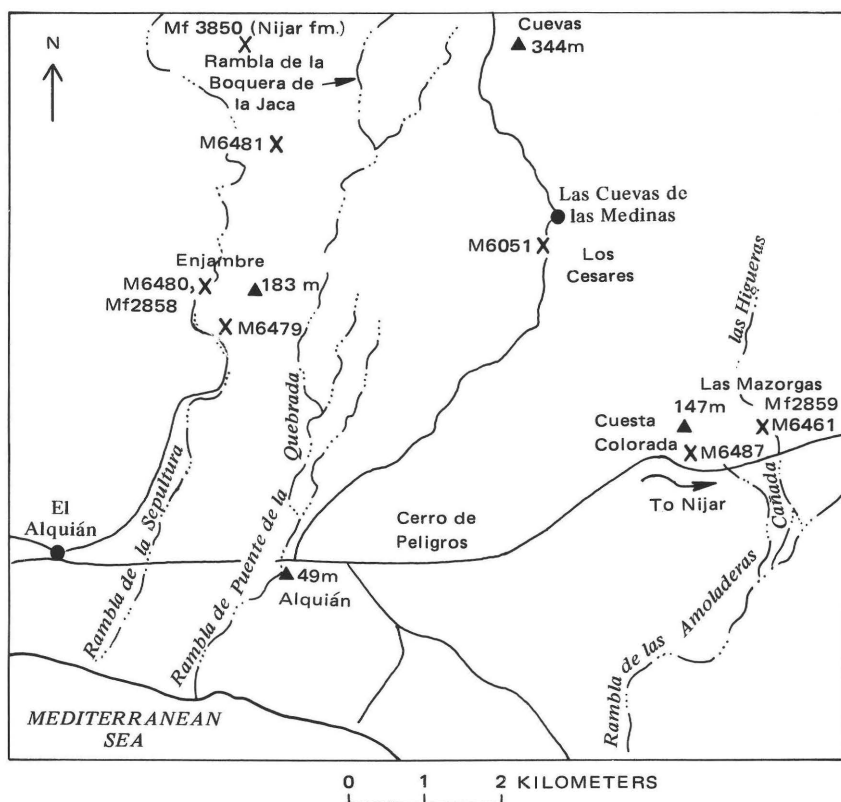 Mf 3850 (Nijar fm.)
Cuevas
344m
N
Rambla de la
Boquera de
la Jaca
M6481
Las Cuevas de
las Medinas
M6051
Los
Cesares
Enjambre
M6480,
Mf2858
183 m
M6479
las Higueras
Las Mazorgas
Mf2859
M6461
147m
Cuesta
Colorada
M6487
Cañada
To Nijar
Quebrada
Rambla de Puente de la
Rambla de la Sepultura
El
Alquián
Cerro de
Peligros
49m
Alquián
Rambla de las Amoladeras
MEDITERRANEAN
SEA
0 1 2 KILOMETERS